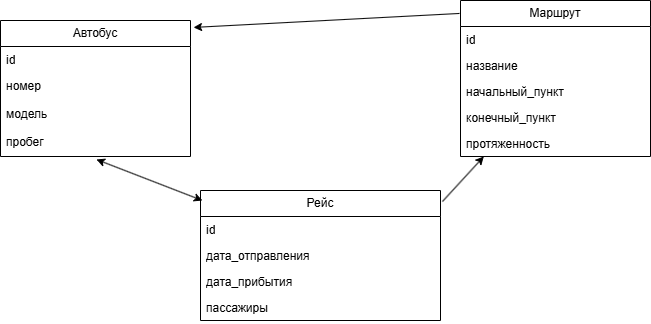 Автобус
id
номер
модель
пробег
Маршрут
id
название
начальный_пункт
конечный_пункт
протяженность
Рейс
id
дата_отправления
дата_прибытия
пассажиры